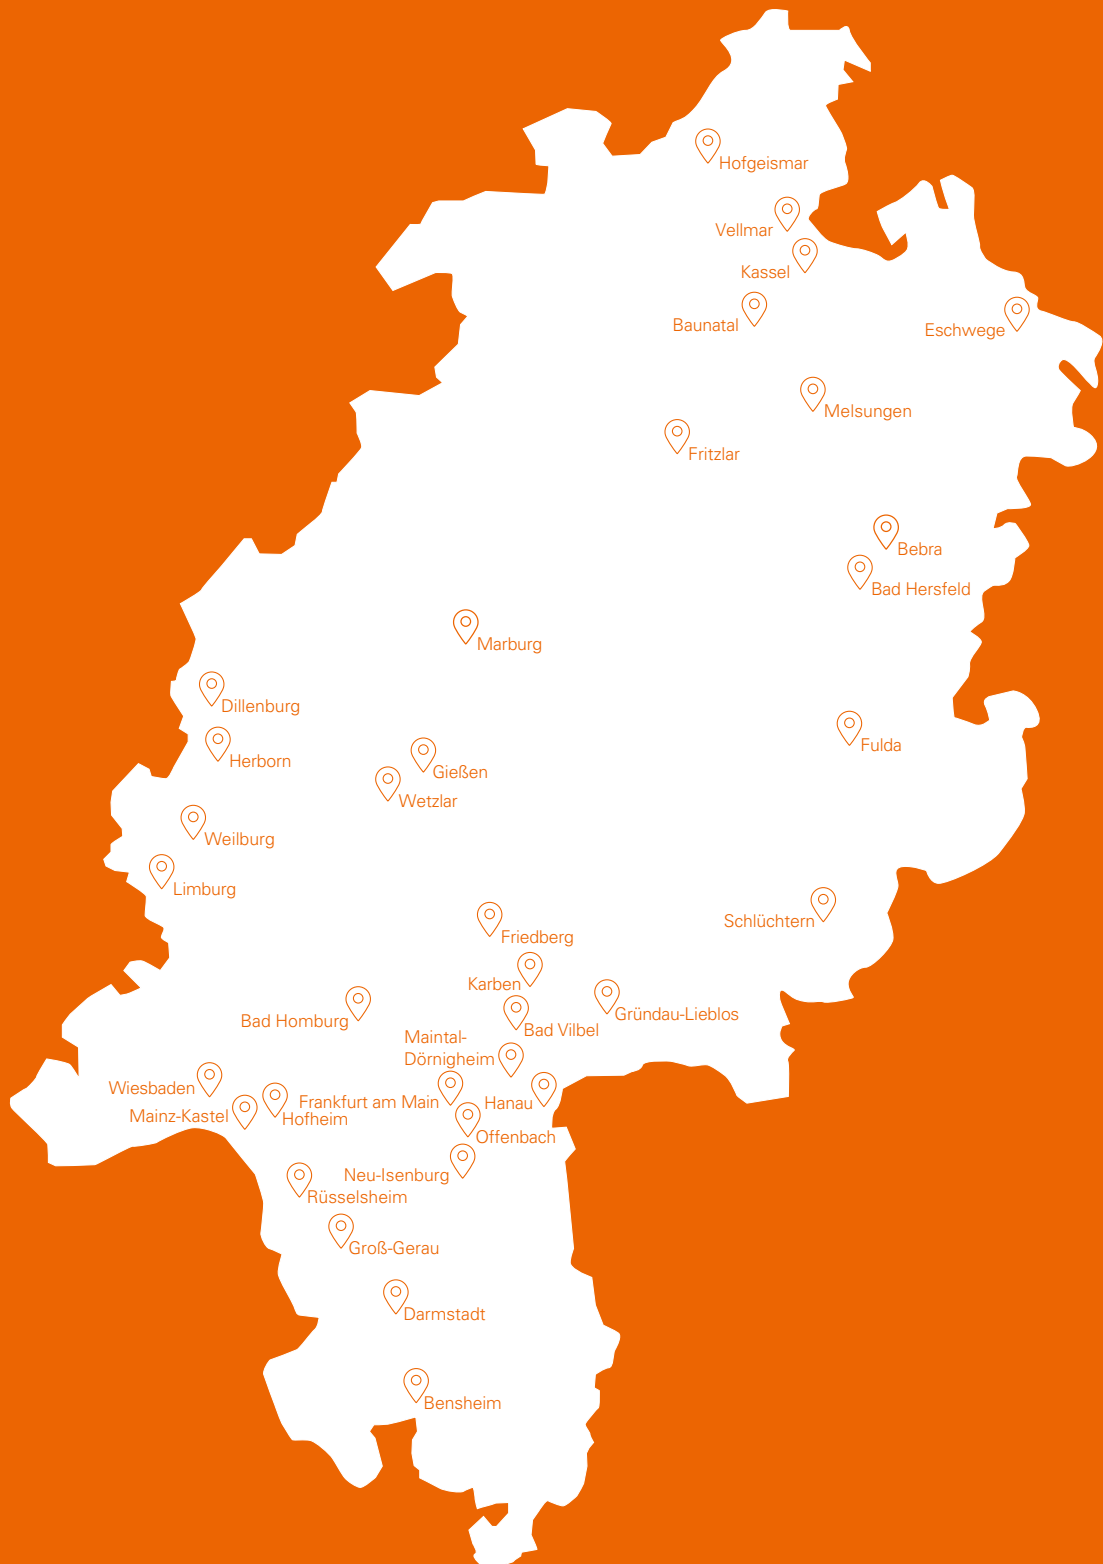 Hofgeismar
Vellmar
Kassel
Baunatal
Eschwege
Melsungen
Fritzlar
Bebra
Bad Hersfeld
Marburg
Dillenburg
Fulda
Herborn
Gießen
Wetzlar
Weilburg
Limburg
Schlüchtern
Friedberg
Karben
Gründau-Lieblos
Bad Homburg
Bad Vilbel
Maintal-
Dörnigheim
Wiesbaden
Frankfurt am Main
Hanau
Mainz-Kastel
Hofheim
Offenbach
Neu-Isenburg
Rüsselsheim
Groß-Gerau
Darmstadt
Bensheim